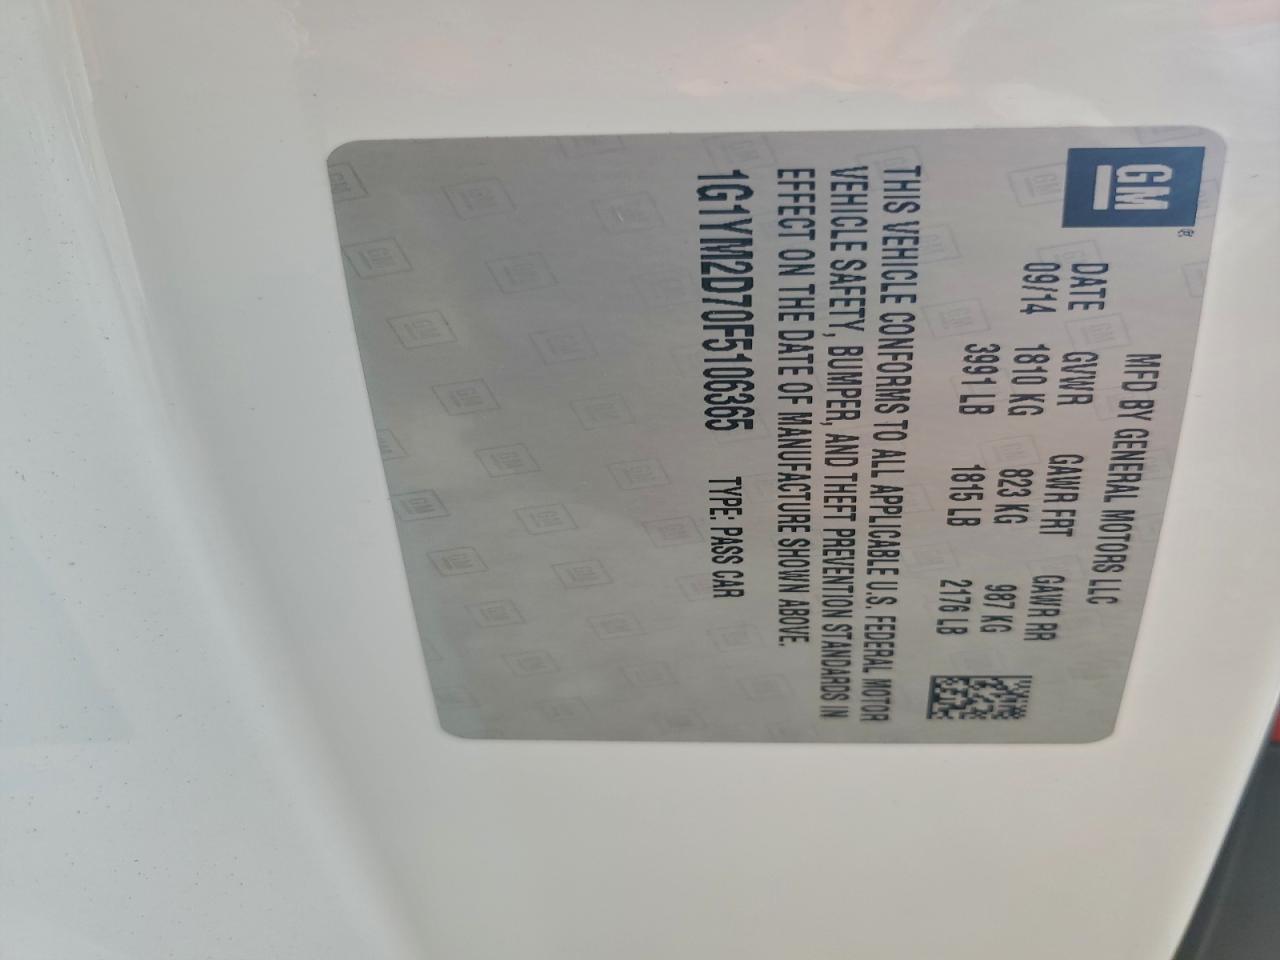 GM
MFD BY GENERAL MOTORS LLC
DATE GVWR GAWR FRT GAWR RR
09/14 1810 KG 823 KG 987 KG
3991 LB 1815 LB 2176 LB
THIS VEHICLE CONFORMS TO ALL APPLICABLE U.S. FEDERAL MOTOR
VEHICLE SAFETY, BUMPER, AND THEFT PREVENTION STANDARDS IN
EFFECT ON THE DATE OF MANUFACTURE SHOWN ABOVE.
1G1YM2D70F5106365 TYPE: PASS CAR